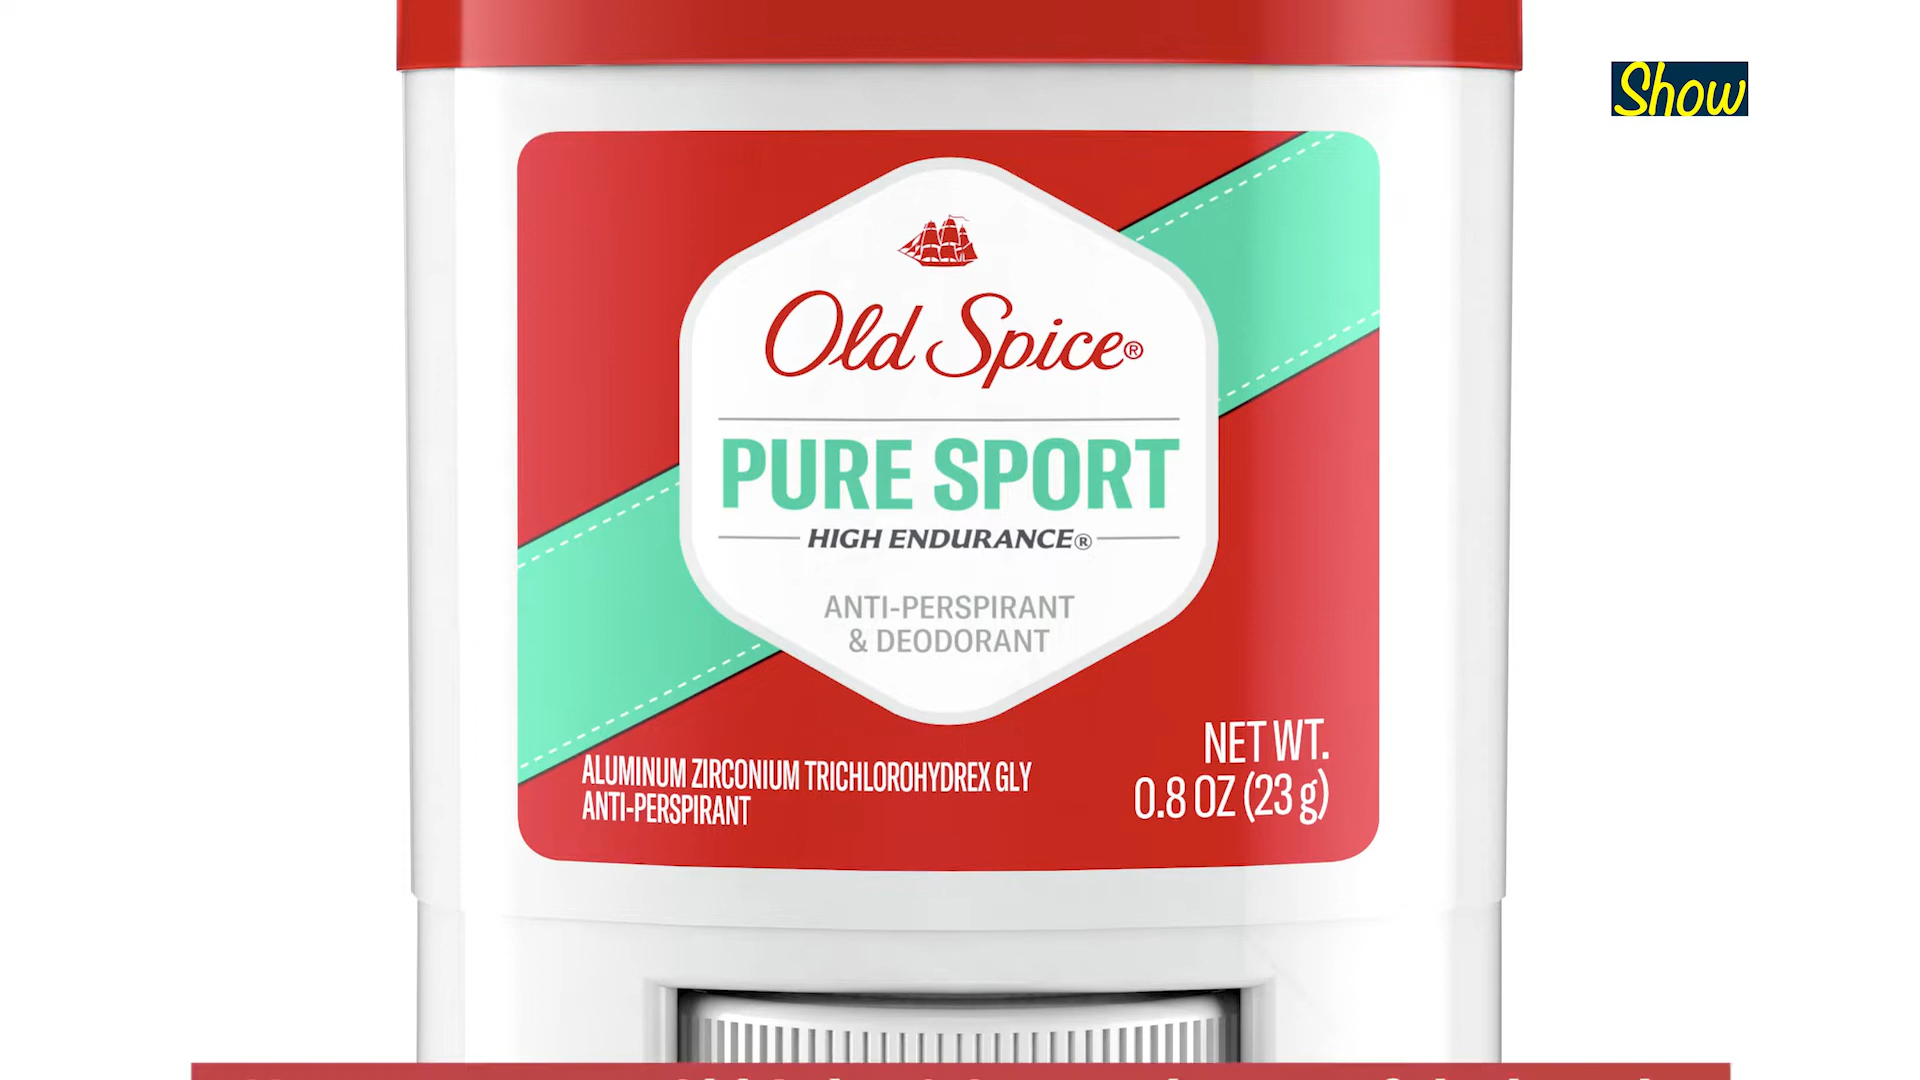 Show
Old Spice®
PURE SPORT
HIGH ENDURANCE®
ANTI-PERSPIRANT
& DEODORANT
ALUMINUM ZIRCONIUM TRICHLOROHYDREX GLY
ANTI-PERSPIRANT
NET WT.
0.8 OZ (23 g)